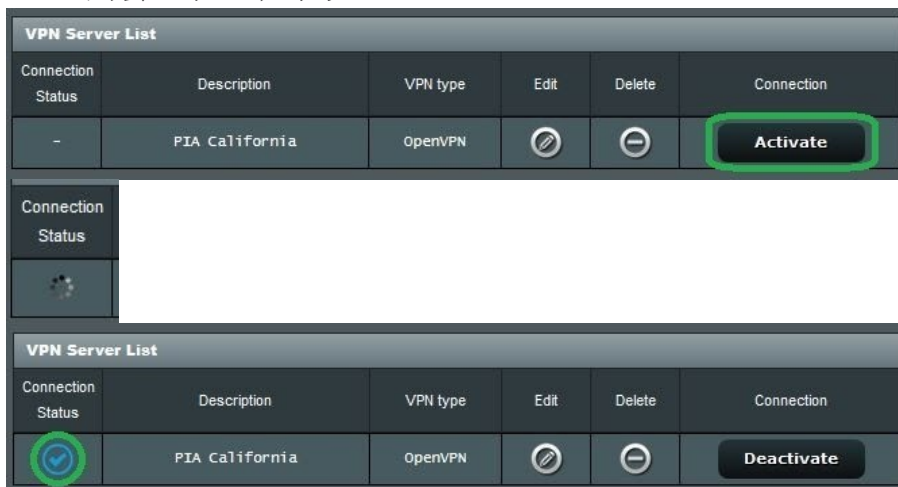 VPN Server List
Connection Status Description VPN type Edit Delete Connection
- PIA California OpenVPN Activate
Connection
Status
VPN Server List
Connection Status Description VPN type Edit Delete Connection
PIA California OpenVPN Deactivate